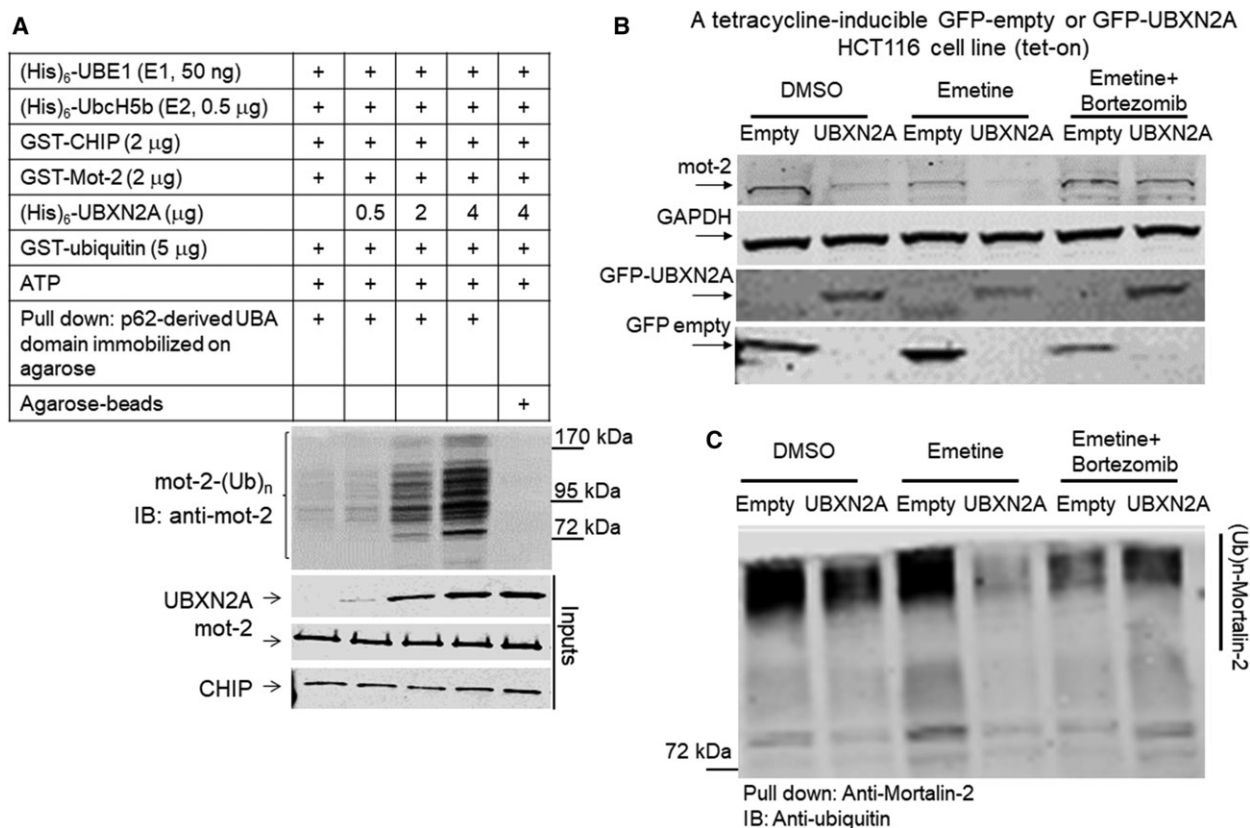 A
(His)6-UBE1 (E1, 50 ng) + + + + +
(His)6-UbcH5b (E2, 0.5 μg) + + + + +
GST-CHIP (2 μg) + + + + +
GST-Mot-2 (2 μg) + + + + +
(His)6-UBXN2A (μg) 0.5 2 4 4
GST-ubiquitin (5 μg) + + + + +
ATP + + + + +
Pull down: p62-derived UBA + + + +
domain immobilized on
agarose
Agarose-beads +
170 kDa
mot-2-(Ub)n
IB: anti-mot-2
95 kDa
72 kDa
UBXN2A
mot-2
CHIP
Inputs
B
A tetracycline-inducible GFP-empty or GFP-UBXN2A
HCT116 cell line (tet-on)
DMSO Emetine Emetine+
Bortezomib
Empty UBXN2A Empty UBXN2A Empty UBXN2A
mot-2
GAPDH
GFP-UBXN2A
GFP empty
C
DMSO Emetine Emetine+
Bortezomib
Empty UBXN2A Empty UBXN2A Empty UBXN2A
(Ub)n-Mortalin-2
72 kDa
Pull down: Anti-Mortalin-2
IB: Anti-ubiquitin